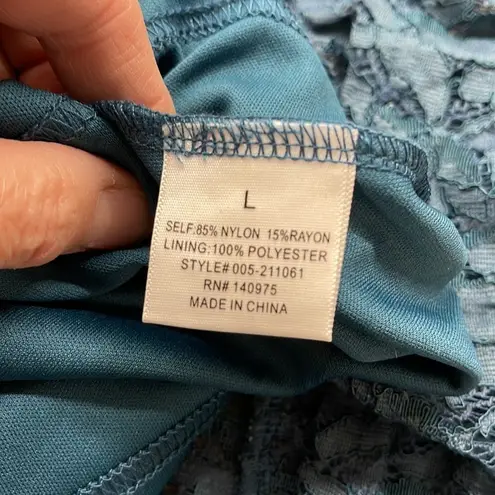 L
SELF:85% NYLON 15%RAYON
LINING:100% POLYESTER
STYLE# 005-211061
RN# 140975
MADE IN CHINA